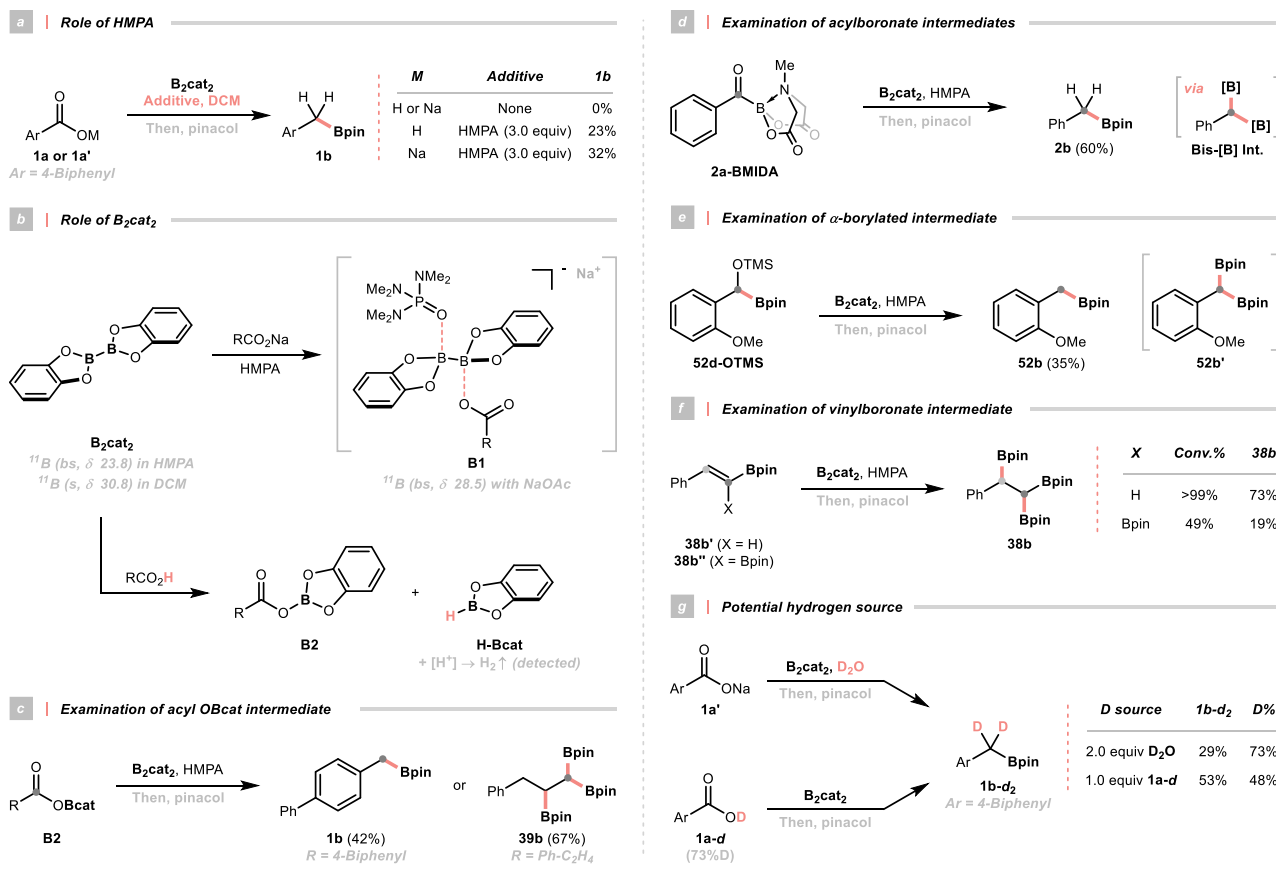 a | Role of HMPA
O
Ar
OM
1a or 1a'
Ar = 4-Biphenyl
B₂cat₂
Additive, DCM
Then, pinacol
H H
Ar
Bpin
1b
M Additive 1b
H or Na None 0%
H HMPA (3.0 equiv) 23%
Na HMPA (3.0 equiv) 32%
b | Role of B₂cat₂
O
O
B B
O
O
B₂cat₂
¹¹B (bs, δ 23.8) in HMPA
¹¹B (s, δ 30.8) in DCM
RCO₂Na
HMPA
NMe₂
Me₂N NMe₂
P
Me₂N O
- Na⁺
O O
B B
O O
O O
R
B1
¹¹B (bs, δ 28.5) with NaOAc
RCO₂H
O O
R O B O
B2
+
O
H B O
H-Bcat
+ [H⁺] → H₂↑ (detected)
c | Examination of acyl OBcat intermediate
O
R OBcat
B2
B₂cat₂, HMPA
Then, pinacol
Bpin
Ph
1b (42%)
R = 4-Biphenyl
or
Bpin
Ph Bpin
Bpin
39b (67%)
R = Ph-C₂H₄
d | Examination of acylboronate intermediates
O Me
N
B
O O
O
O
2a-BMIDA
B₂cat₂, HMPA
Then, pinacol
H H
Ph Bpin
2b (60%)
via [B]
Ph [B]
Bis-[B] Int.
e | Examination of α-borylated intermediate
OTMS
Bpin
OMe
52d-OTMS
B₂cat₂, HMPA
Then, pinacol
Bpin
OMe
52b (35%)
Bpin
Bpin
OMe
52b'
f | Examination of vinylboronate intermediate
Ph Bpin
X
38b' (X = H)
38b" (X = Bpin)
B₂cat₂, HMPA
Then, pinacol
Bpin
Ph Bpin
Bpin
38b
X Conv.% 38b
H >99% 73%
Bpin 49% 19%
g | Potential hydrogen source
O
Ar ONa
1a'
B₂cat₂, D₂O
Then, pinacol
O
Ar OD
1a-d
(73%D)
B₂cat₂
Then, pinacol
D D
Ar Bpin
1b-d₂
Ar = 4-Biphenyl
D source 1b-d₂ D%
2.0 equiv D₂O 29% 73%
1.0 equiv 1a-d 53% 48%